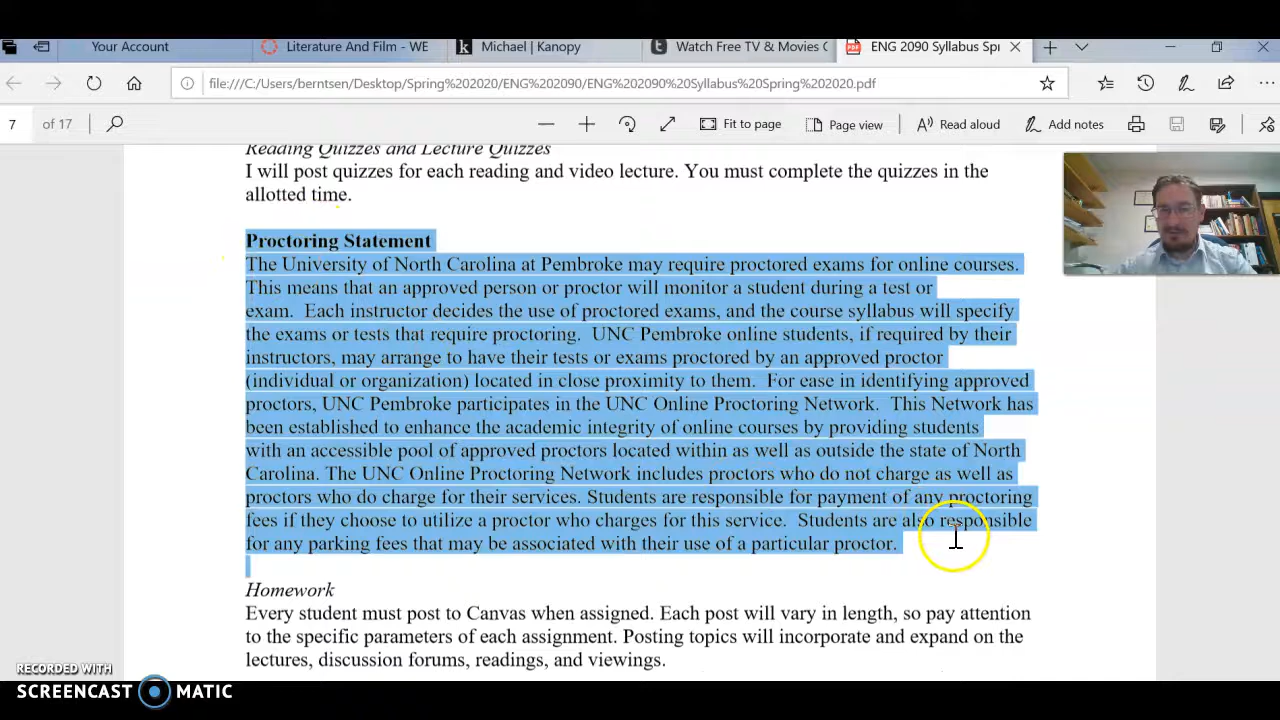 Your Account
Literature And Film - WE
Michael | Kanopy
Watch Free TV & Movies C
ENG 2090 Syllabus Spr
file:///C:/Users/berntsen/Desktop/Spring%202020/ENG%202090/ENG%202090%20Syllabus%20Spring%202020.pdf
7 of 17
Fit to page
Page view
Read aloud
Add notes
Reading Quizzes and Lecture Quizzes
I will post quizzes for each reading and video lecture. You must complete the quizzes in the
allotted time.
Proctoring Statement
The University of North Carolina at Pembroke may require proctored exams for online courses.
This means that an approved person or proctor will monitor a student during a test or
exam.  Each instructor decides the use of proctored exams, and the course syllabus will specify
the exams or tests that require proctoring.  UNC Pembroke online students, if required by their
instructors, may arrange to have their tests or exams proctored by an approved proctor
(individual or organization) located in close proximity to them.  For ease in identifying approved
proctors, UNC Pembroke participates in the UNC Online Proctoring Network.  This Network has
been established to enhance the academic integrity of online courses by providing students
with an accessible pool of approved proctors located within as well as outside the state of North
Carolina. The UNC Online Proctoring Network includes proctors who do not charge as well as
proctors who do charge for their services. Students are responsible for payment of any proctoring
fees if they choose to utilize a proctor who charges for this service.  Students are also responsible
for any parking fees that may be associated with their use of a particular proctor.
Homework
Every student must post to Canvas when assigned. Each post will vary in length, so pay attention
to the specific parameters of each assignment. Posting topics will incorporate and expand on the
lectures, discussion forums, readings, and viewings.
RECORDED WITH
SCREENCAST MATIC